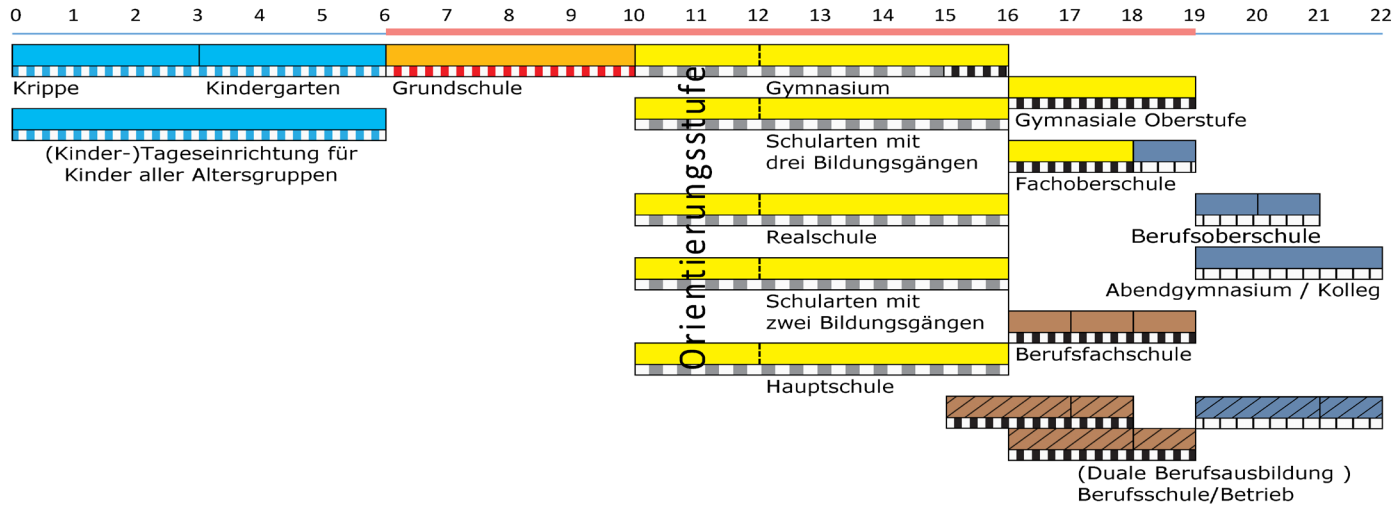 0 1 2 3 4 5 6 7 8 9 10 11 12 13 14 15 16 17 18 19 20 21 22
Krippe
Kindergarten
Grundschule
Gymnasium
Gymnasiale Oberstufe
(Kinder-)Tageseinrichtung für
Kinder aller Altersgruppen
Orientierungsstufe
Schularten mit
drei Bildungsgängen
Fachoberschule
Realschule
Berufsoberschule
Abendgymnasium / Kolleg
Schularten mit
zwei Bildungsgängen
Berufsfachschule
Hauptschule
(Duale Berufsausbildung )
Berufsschule/Betrieb